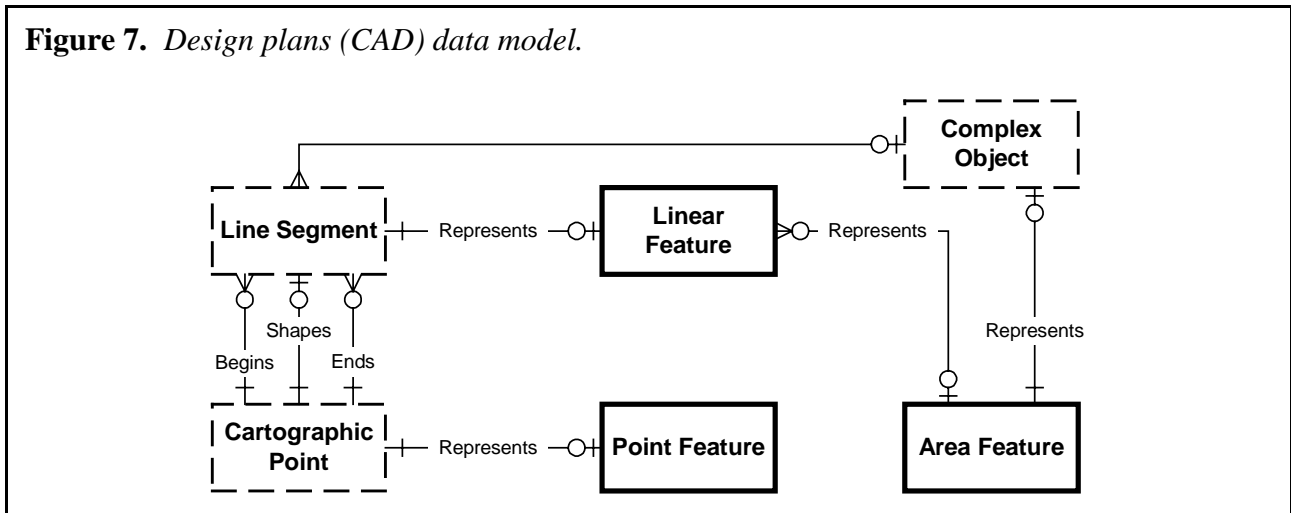 Figure 7. Design plans (CAD) data model.
Complex
Object
Line Segment
Represents
Linear
Feature
Represents
Shapes
Begins
Ends
Represents
Cartographic
Point
Represents
Point Feature
Area Feature